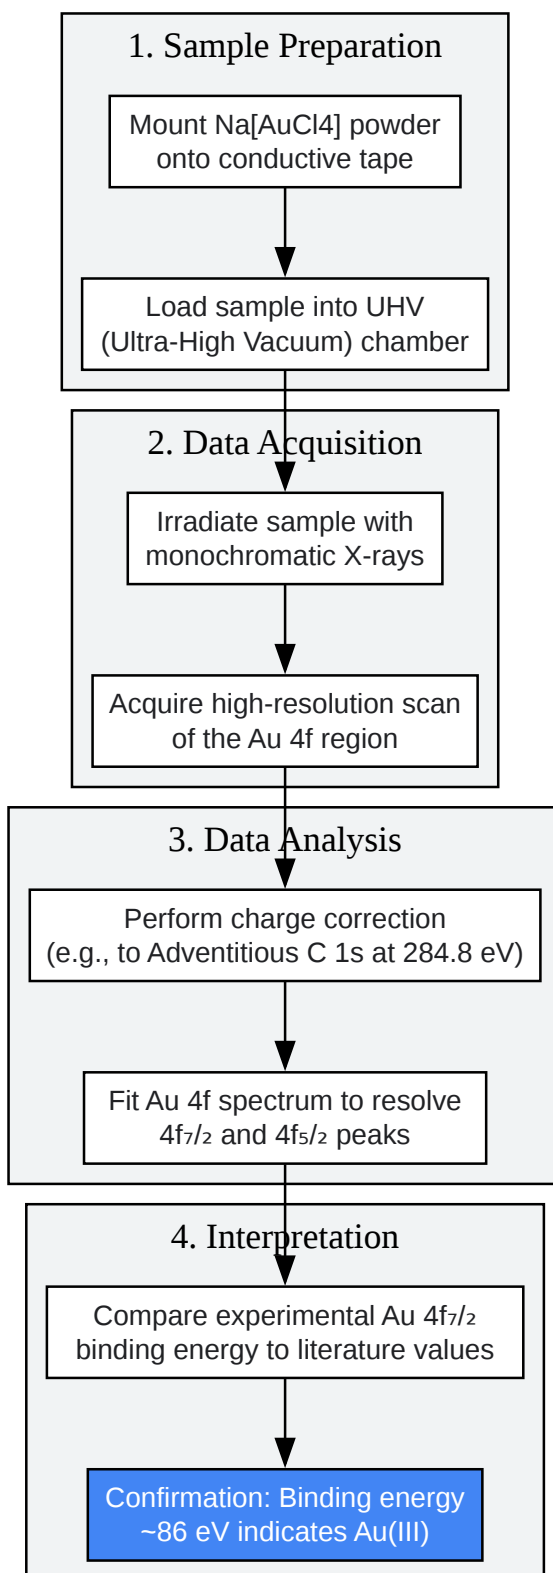 1. Sample Preparation
Mount Na[AuCl4] powder
onto conductive tape
Load sample into UHV
(Ultra-High Vacuum) chamber
2. Data Acquisition
Irradiate sample with
monochromatic X-rays
Acquire high-resolution scan
of the Au 4f region
3. Data Analysis
Perform charge correction
(e.g., to Adventitious C 1s at 284.8 eV)
Fit Au 4f spectrum to resolve
4f₇/₂ and 4f₅/₂ peaks
4. Interpretation
Compare experimental Au 4f₇/₂
binding energy to literature values
Confirmation: Binding energy
~86 eV indicates Au(III)